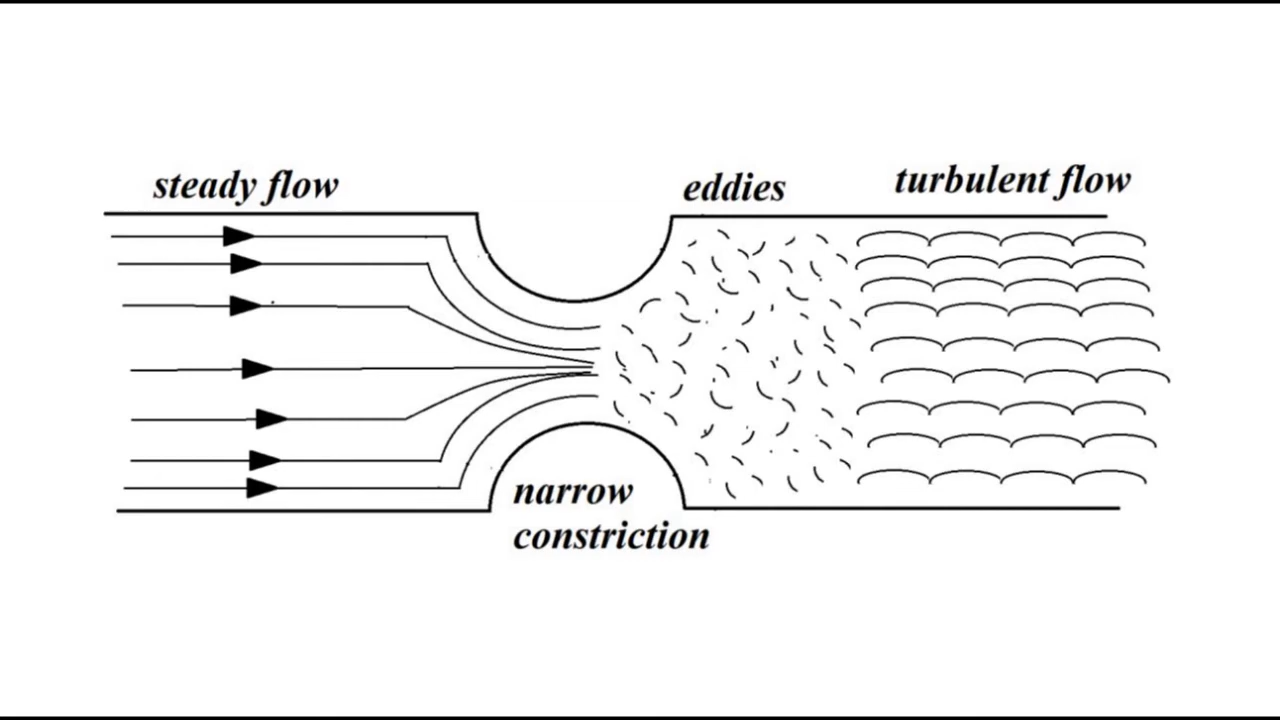 steady flow
eddies
turbulent flow
narrow
constriction